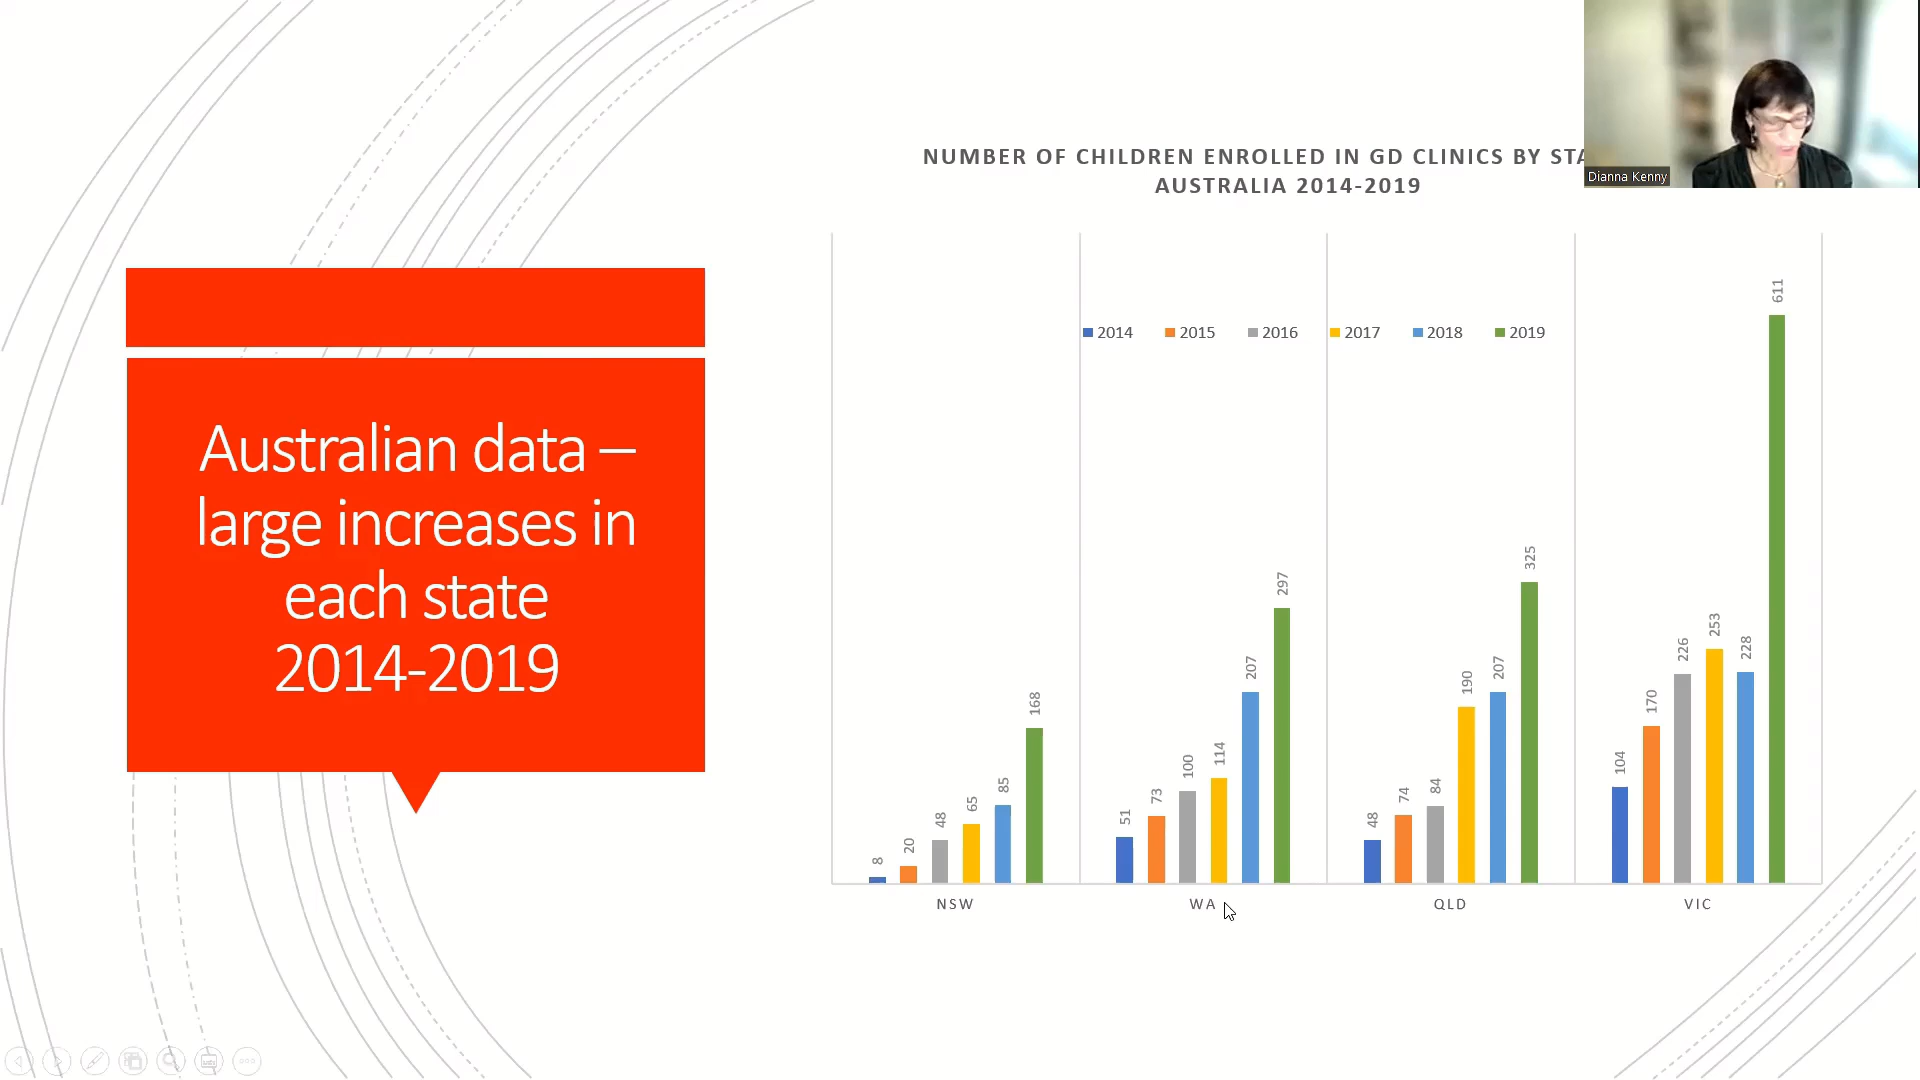 NUMBER OF CHILDREN ENROLLED IN GD CLINICS BY STA
AUSTRALIA 2014-2019
Dianna Kenny
Australian data –
large increases in
each state
2014-2019
2014 2015 2016 2017 2018 2019
8 20 48 65 85 168
51 73 100 114 207 297
48 74 84 190 207 325
104 170 226 253 228 611
NSW WA QLD VIC